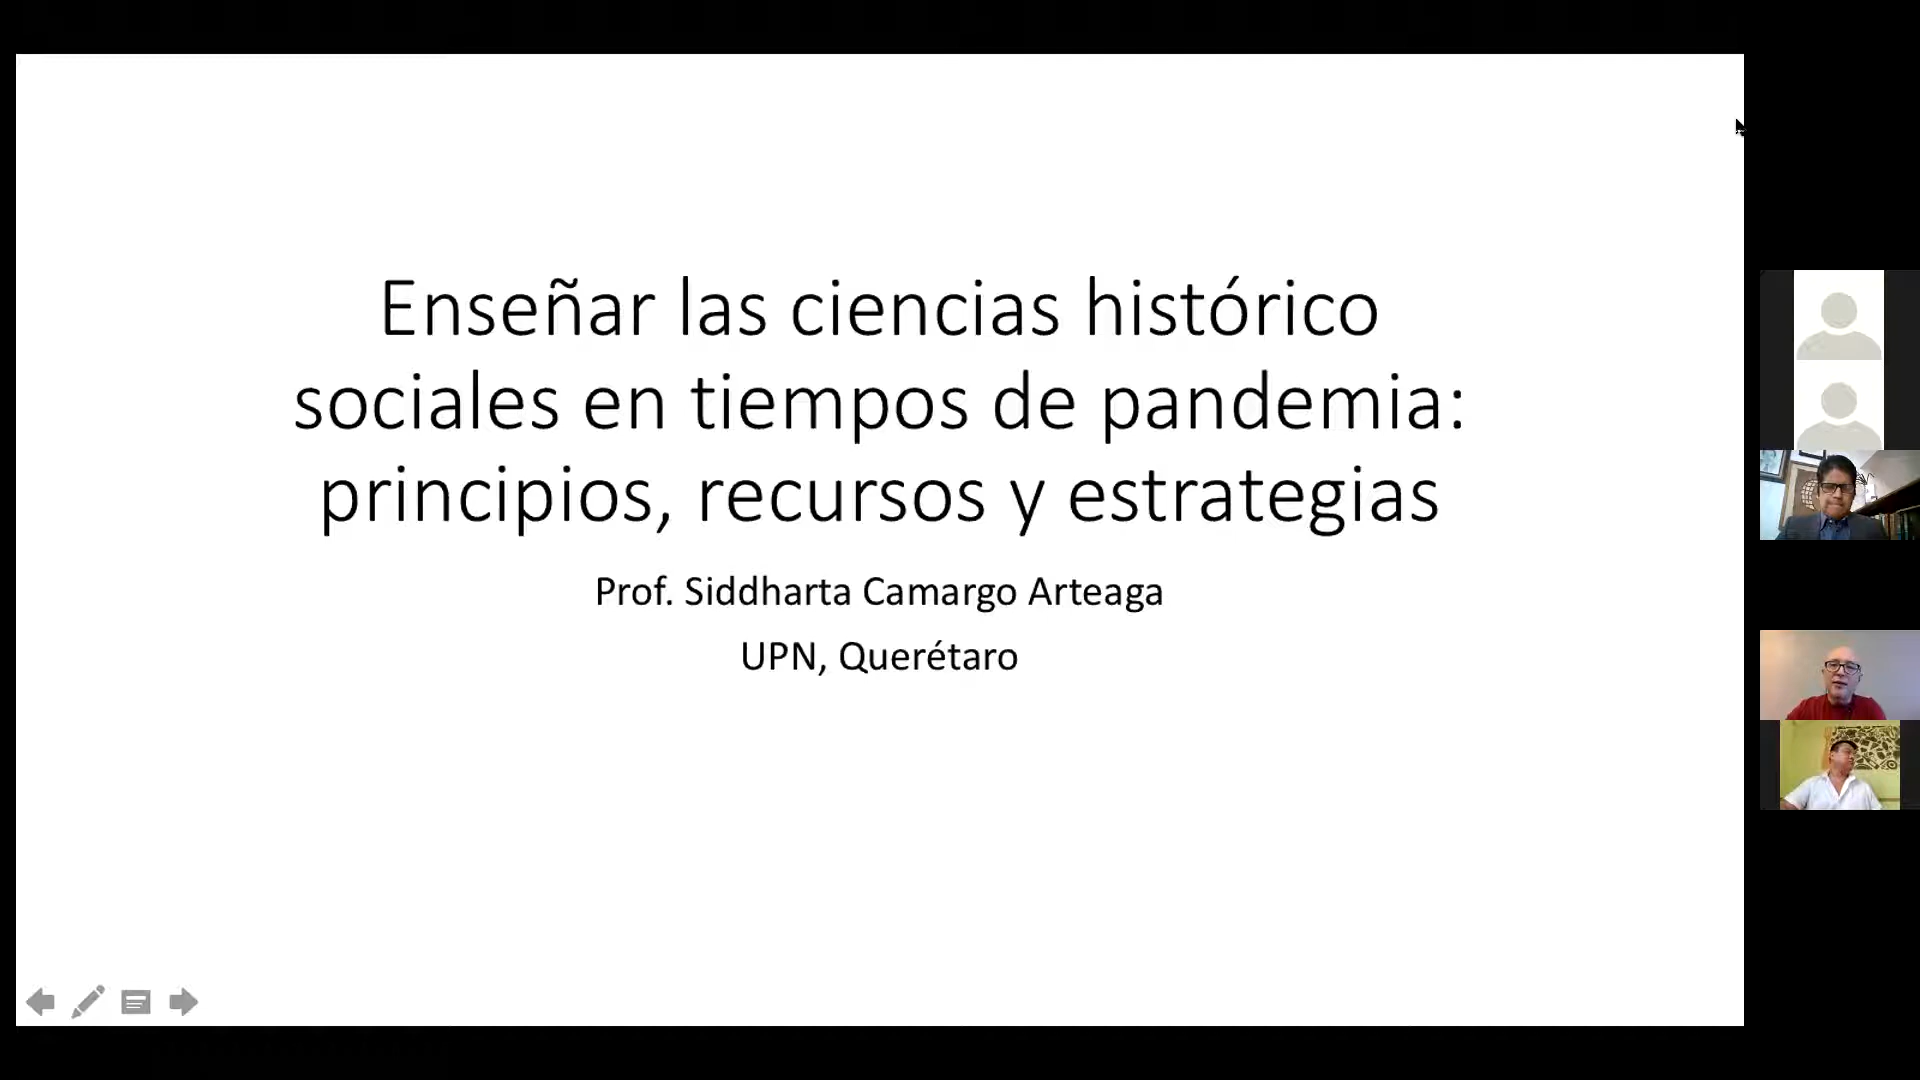 Enseñar las ciencias histórico
sociales en tiempos de pandemia:
principios, recursos y estrategias
Prof. Siddharta Camargo Arteaga
UPN, Querétaro